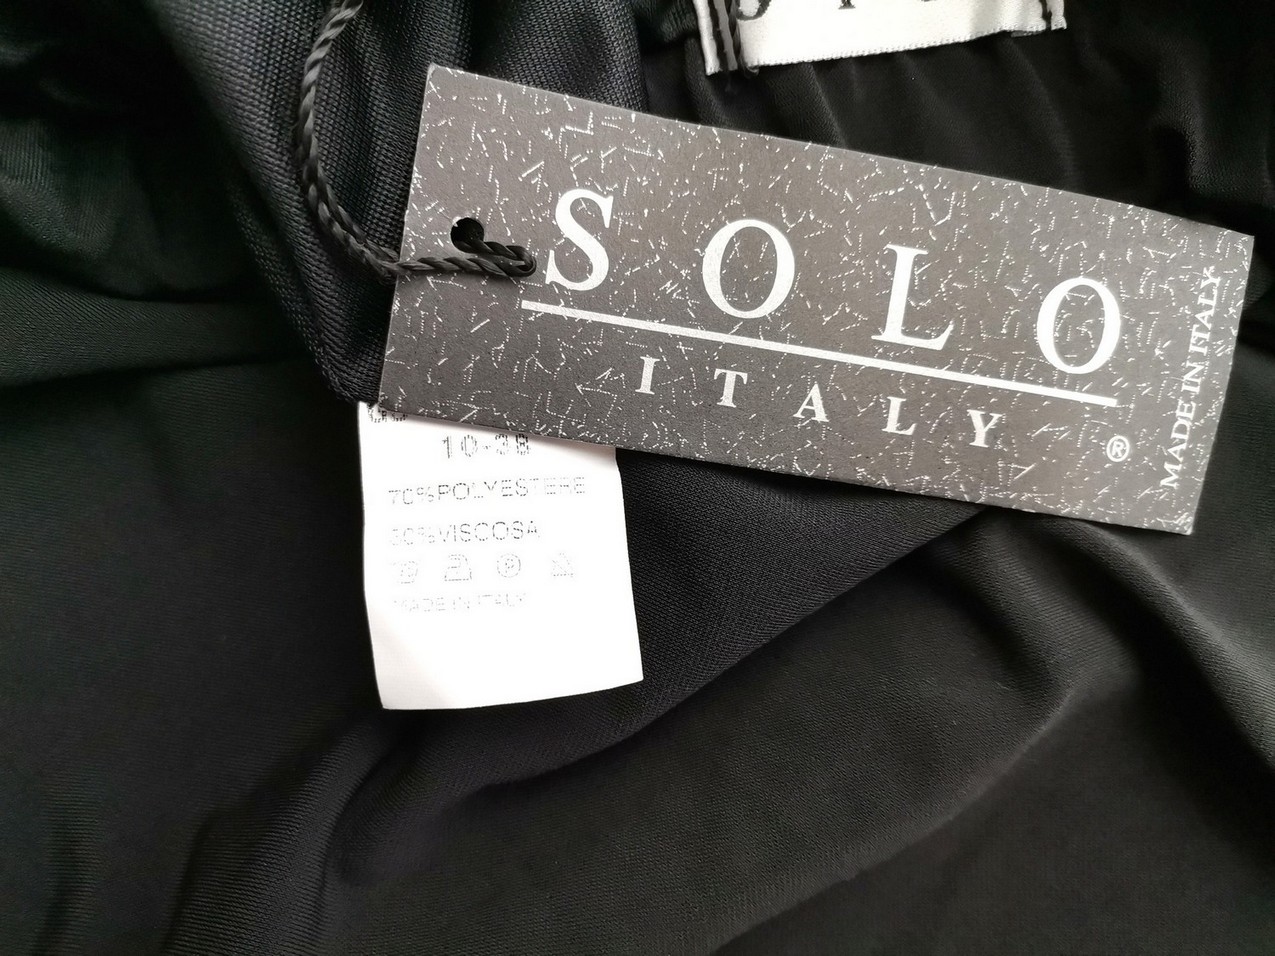 SOLO
ITALY
®
MADE IN ITALY
10-38
70%POLYESTERE
30%VISCOSA
MADE IN ITALY